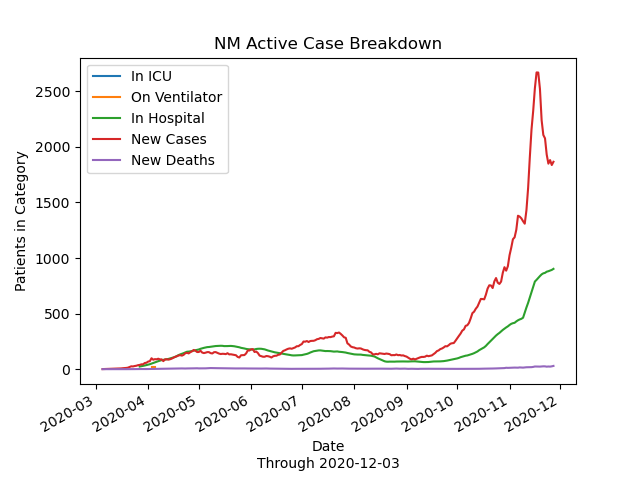 NM Active Case Breakdown
In ICU
On Ventilator
In Hospital
New Cases
New Deaths
Patients in Category
2500
2000
1500
1000
500
0
2020-03
2020-04
2020-05
2020-06
2020-07
2020-08
2020-09
2020-10
2020-11
2020-12
Date
Through 2020-12-03